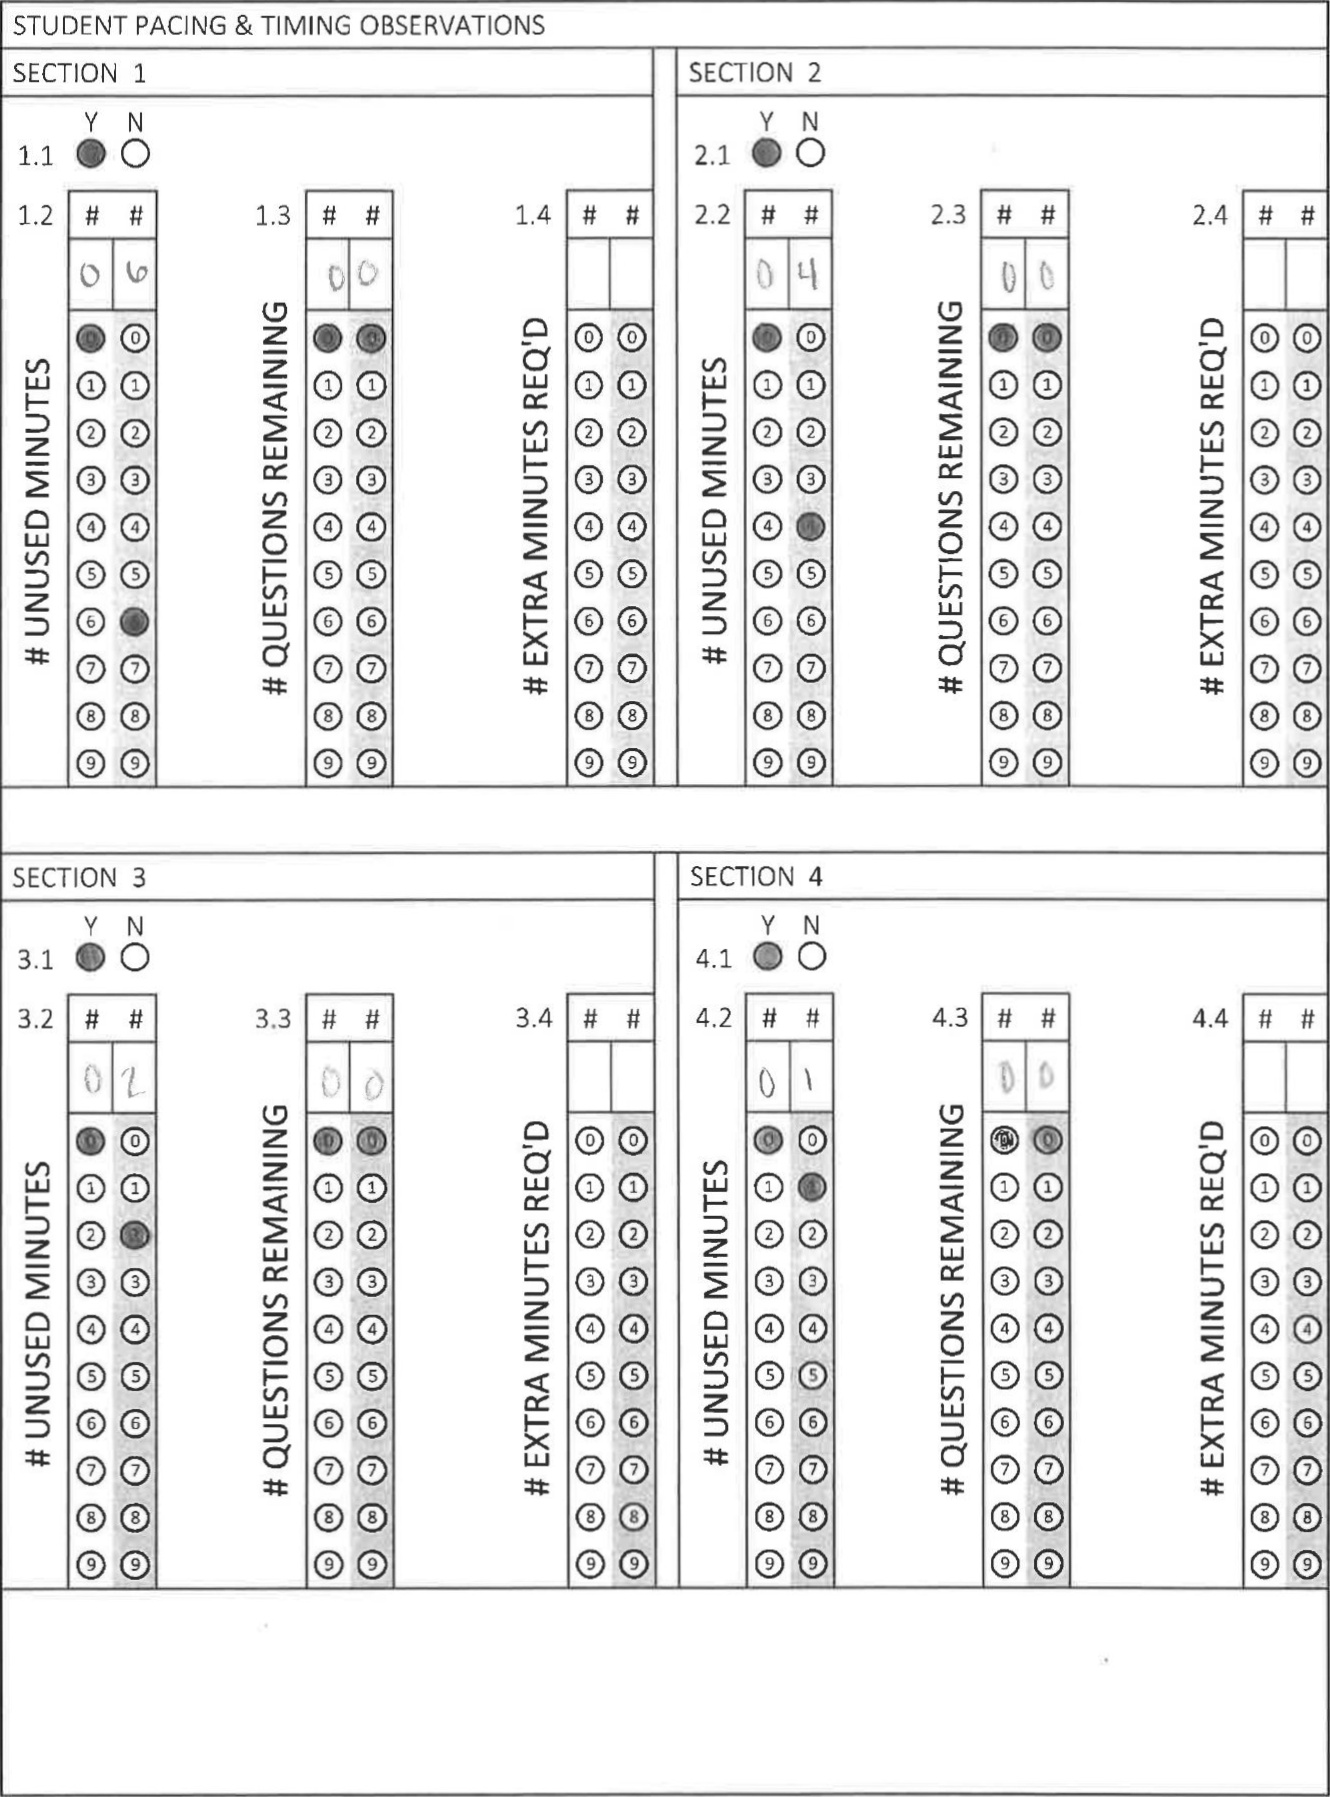 STUDENT PACING & TIMING OBSERVATIONS
SECTION 1
Y N
1.1
1.2 # # 1.3 # # 1.4 # #
0 6 0 0
# UNUSED MINUTES
# QUESTIONS REMAINING
# EXTRA MINUTES REQ'D
0 0 0 0 0 0
1 1 1 1 1 1
2 2 2 2 2 2
3 3 3 3 3 3
4 4 4 4 4 4
5 5 5 5 5 5
6 6 6 6 6 6
7 7 7 7 7 7
8 8 8 8 8 8
9 9 9 9 9 9
SECTION 2
Y N
2.1
2.2 # # 2.3 # # 2.4 # #
0 4 0 0
# UNUSED MINUTES
# QUESTIONS REMAINING
# EXTRA MINUTES REQ'D
0 0 0 0 0 0
1 1 1 1 1 1
2 2 2 2 2 2
3 3 3 3 3 3
4 4 4 4 4 4
5 5 5 5 5 5
6 6 6 6 6 6
7 7 7 7 7 7
8 8 8 8 8 8
9 9 9 9 9 9
SECTION 3
Y N
3.1
3.2 # # 3.3 # # 3.4 # #
0 2 0 0
# UNUSED MINUTES
# QUESTIONS REMAINING
# EXTRA MINUTES REQ'D
0 0 0 0 0 0
1 1 1 1 1 1
2 2 2 2 2 2
3 3 3 3 3 3
4 4 4 4 4 4
5 5 5 5 5 5
6 6 6 6 6 6
7 7 7 7 7 7
8 8 8 8 8 8
9 9 9 9 9 9
SECTION 4
Y N
4.1
4.2 # # 4.3 # # 4.4 # #
0 1 0 0
# UNUSED MINUTES
# QUESTIONS REMAINING
# EXTRA MINUTES REQ'D
0 0 0 0 0 0
1 1 1 1 1 1
2 2 2 2 2 2
3 3 3 3 3 3
4 4 4 4 4 4
5 5 5 5 5 5
6 6 6 6 6 6
7 7 7 7 7 7
8 8 8 8 8 8
9 9 9 9 9 9